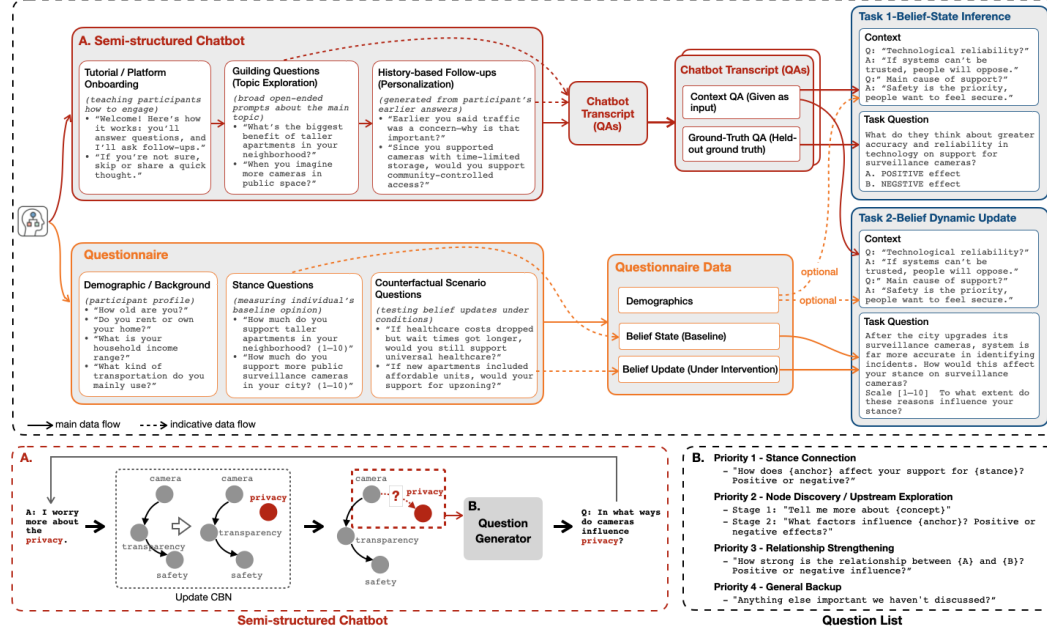 A. Semi-structured Chatbot
Tutorial / Platform
Onboarding
(teaching participants
how to engage)
• "Welcome! Here's how
it works: you'll
answer questions, and
I'll ask follow-ups."
• "If you're not sure,
skip or share a quick
thought."
Guilding Questions
(Topic Exploration)
(broad open-ended
prompts about the main
topic)
• "What's the biggest
benefit of taller
apartments in your
neighborhood?"
• "When you imagine
more cameras in
public space?"
History-based Follow-ups
(Personalization)
(generated from participant's
earlier answers)
• "Earlier you said traffic
was a concern—why is that
important?"
• "Since you supported
cameras with time-limited
storage, would you support
community-controlled
access?"
Chatbot
Transcript
(QAs)
Chatbot Transcript (QAs)
Context QA (Given as
input)
Ground-Truth QA (Held-
out ground truth)
Task 1-Belief-State Inference
Context
Q: "Technological reliability?"
A: "If systems can't be
trusted, people will oppose."
Q:" Main cause of support?"
A: "Safety is the priority,
people want to feel secure."
Task Question
What do they think about greater
accuracy and reliability in
technology on support for
surveillance cameras?
A. POSITIVE effect
B. NEGSTIVE effect
Questionnaire
Demographic / Background
(participant profile)
• "How old are you?"
• "Do you rent or own
your home?"
• "What is your
household income
range?"
• "What kind of
transportation do you
mainly use?"
Stance Questions
(measuring individual's
baseline opinion)
• "How much do you
support taller
apartments in your
neighborhood? (1—10)"
• "How much do you
support more public
surveillance cameras
in your city? (1—10)"
Counterfactual Scenario
Questions
(testing belief updates under
conditions)
• "If healthcare costs dropped
but wait times got longer,
would you still support
universal healthcare?"
• "If new apartments included
affordable units, would your
support for upzoning?"
Questionnaire Data
Demographics
Belief State (Baseline)
Belief Update (Under Intervention)
optional
optional
Task 2-Belief Dynamic Update
Context
Q: "Technological reliability?"
A: "If systems can't be
trusted, people will oppose."
Q:" Main cause of support?"
A: "Safety is the priority,
people want to feel secure."
Task Question
After the city upgrades its
surveillance cameras, system is
far more accurate in identifying
incidents. How would this affect
your stance on surveillance
cameras?
Scale [1—10] To what extent do
these reasons influence your
stance?
main data flow
indicative data flow
A.
A: I worry
more about
the
privacy.
camera
transparency
safety
camera
privacy
transparency
safety
Update CBN
camera
?
privacy
transparency
safety
B.
Question
Generator
Q: In what ways
do cameras
influence
privacy?
Semi-structured Chatbot
B.
Priority 1 - Stance Connection
– "How does {anchor} affect your support for {stance}?
Positive or negative?"
Priority 2 - Node Discovery / Upstream Exploration
– Stage 1: "Tell me more about {concept}"
– Stage 2: "What factors influence {anchor}? Positive or
negative effects?"
Priority 3 - Relationship Strengthening
– "How strong is the relationship between {A} and {B}?
Positive or negative influence?"
Priority 4 - General Backup
– "Anything else important we haven't discussed?"
Question List